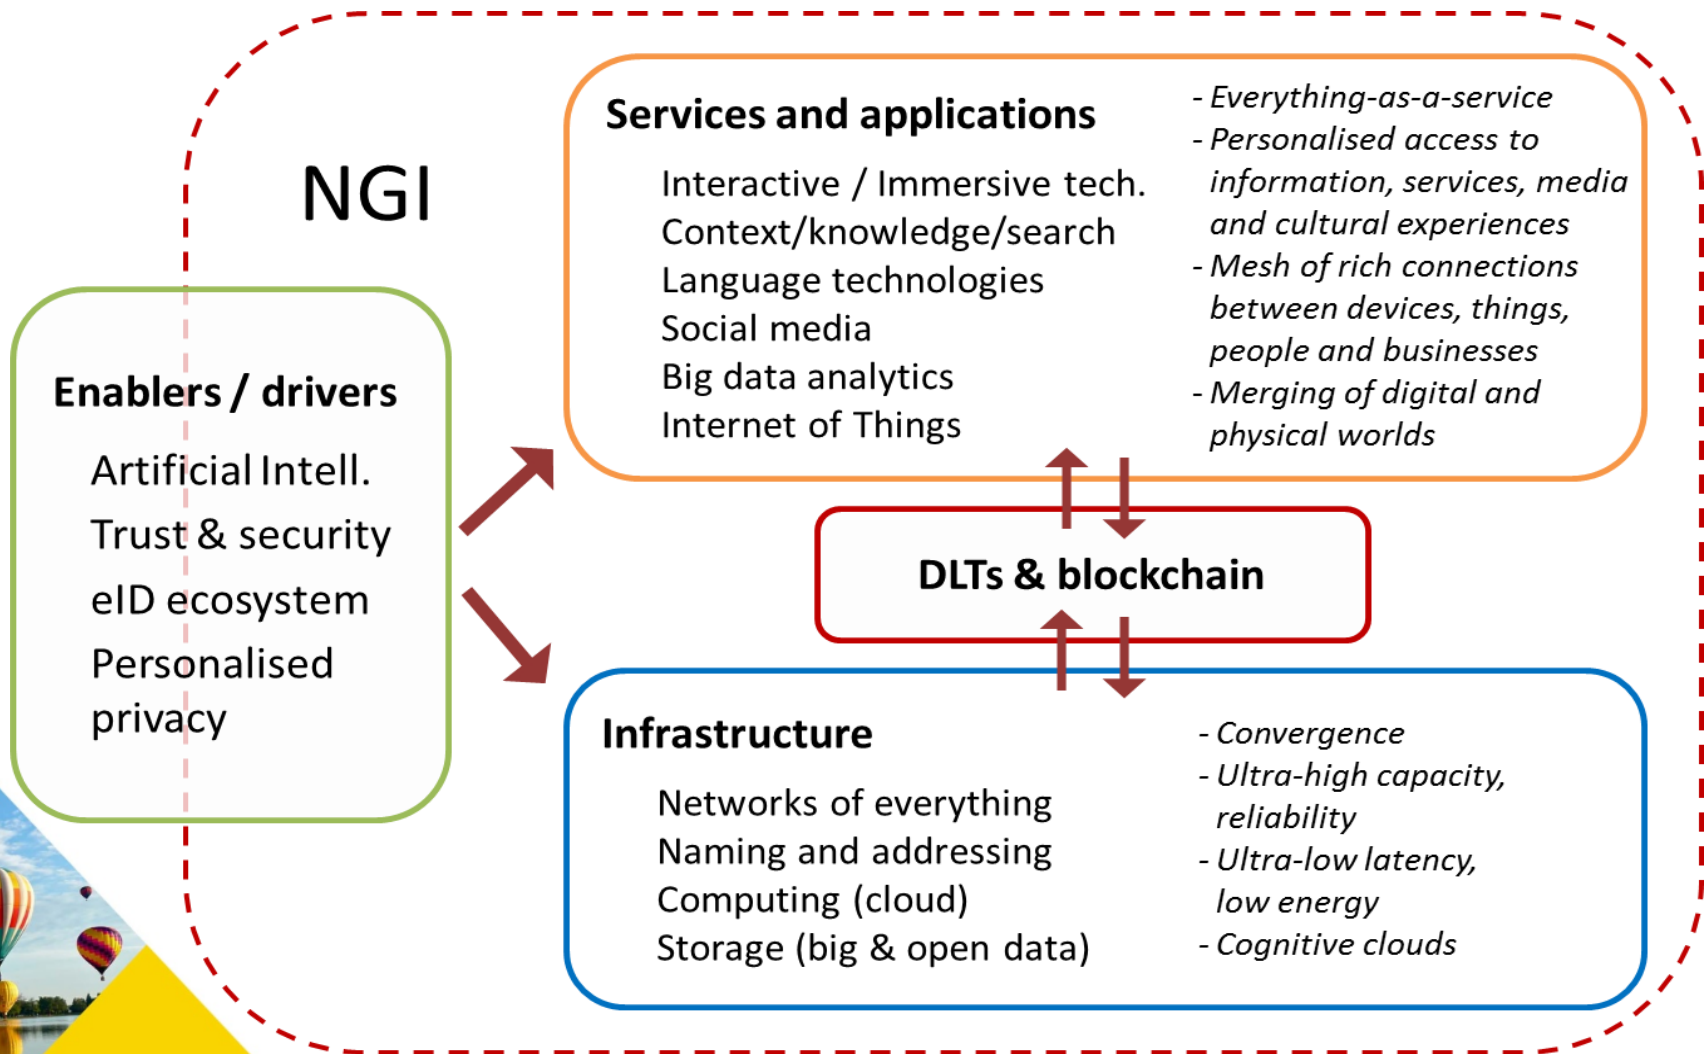 NGI
Enablers / drivers
Artificial Intell.
Trust & security
eID ecosystem
Personalised
privacy
Services and applications
Interactive / Immersive tech.
Context/knowledge/search
Language technologies
Social media
Big data analytics
Internet of Things
- Everything-as-a-service
- Personalised access to
information, services, media
and cultural experiences
- Mesh of rich connections
between devices, things,
people and businesses
- Merging of digital and
physical worlds
DLTs & blockchain
Infrastructure
Networks of everything
Naming and addressing
Computing (cloud)
Storage (big & open data)
- Convergence
- Ultra-high capacity,
reliability
- Ultra-low latency,
low energy
- Cognitive clouds